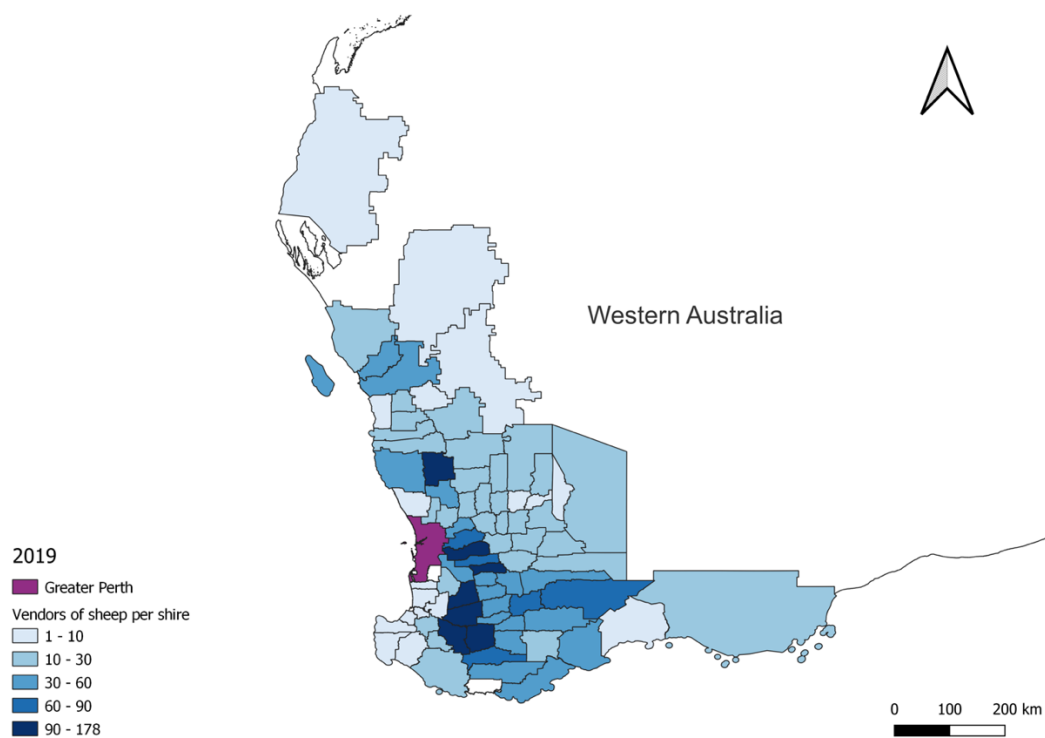 Western Australia
2019
Greater Perth
Vendors of sheep per shire
1 - 10
10 - 30
30 - 60
60 - 90
90 - 178
0 100 200 km